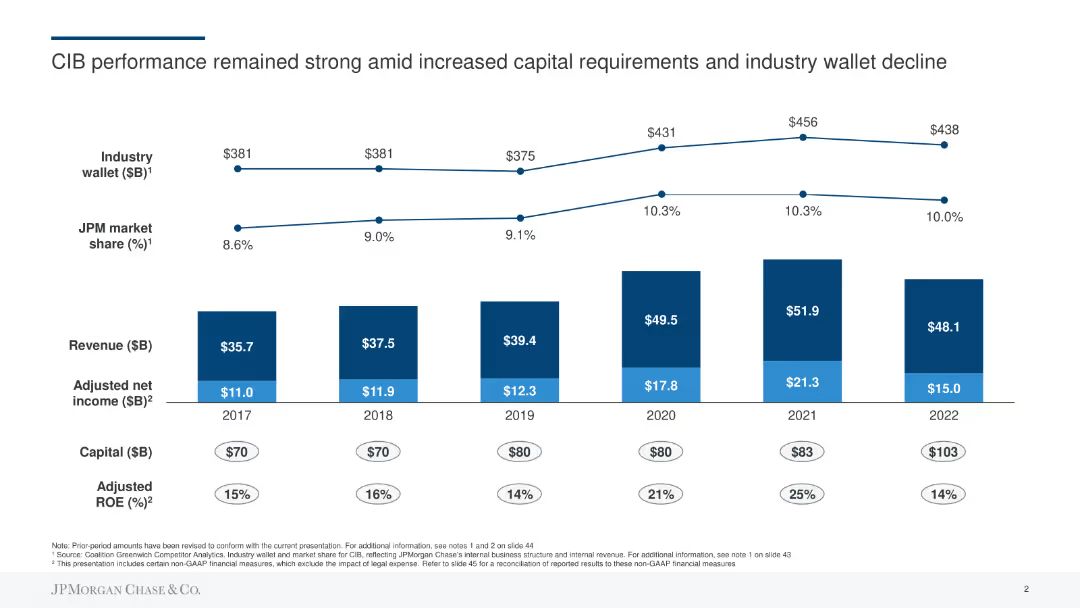 CIB performance remained strong amid increased capital requirements and industry wallet decline
Industry
wallet ($B)¹
$381
$381
$375
$431
$456
$438
JPM market
share (%)¹
8.6%
9.0%
9.1%
10.3%
10.3%
10.0%
Revenue ($B)
$35.7
$37.5
$39.4
$49.5
$51.9
$48.1
Adjusted net
income ($B)²
$11.0
$11.9
$12.3
$17.8
$21.3
$15.0
2017
2018
2019
2020
2021
2022
Capital ($B)
$70
$70
$80
$80
$83
$103
Adjusted
ROE (%)²
15%
16%
14%
21%
25%
14%
Note: Prior-period amounts have been revised to conform with the current presentation. For additional information, see notes 1 and 2 on slide 44
¹ Source: Coalition Greenwich Competitor Analytics. Industry wallet and market share for CIB, reflecting JPMorgan Chase's internal business structure and internal revenue. For additional information, see note 1 on slide 43
² This presentation includes certain non-GAAP financial measures, which exclude the impact of legal expense. Refer to slide 45 for a reconciliation of reported results to these non-GAAP financial measures
JPMORGAN CHASE & CO.
2